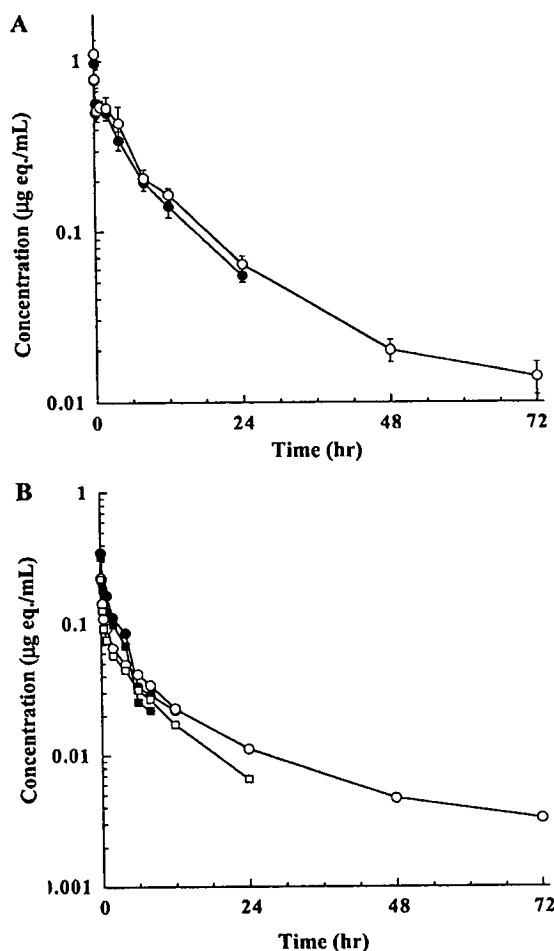 A
1
0.1
0.01
Concentration (µg eq./mL)
0 24 48 72
Time (hr)
B
1
0.1
0.01
0.001
Concentration (µg eq./mL)
0 24 48 72
Time (hr)